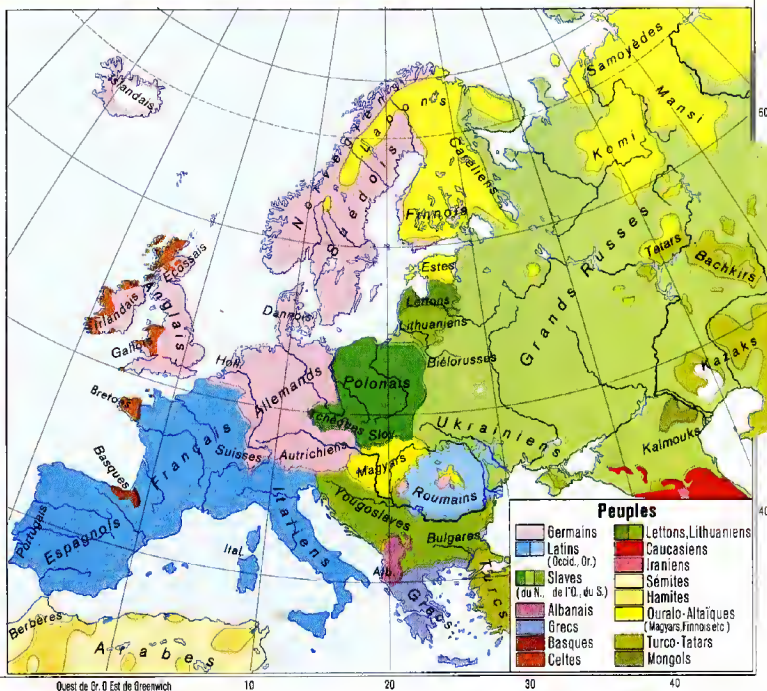 Islandais
Samoyèdes
Mansi
Komi
Norvégiens
Lapons
Suédois
Caréliens
Finnois
60
Tatars
Bachkirs
Estes
Grands Russes
Ecossais
Irlandais
Anglais
Gallois
Dannois
Lettons
Lithuaniens
Kazaks
Holl.
Allemands
Polonais
Biélorusses
Bretons
Tchèques
Slov.
Ukrainiens
Kalmouks
Français
Suisses
Autrichiens
Magyars
Roumains
Basques
Portugais
Espagnols
Italiens
Ital.
Yougoslaves
Bulgares
Alb.
Grecs
Turcs
40
Berbères
Arabes
Peuples
Germains
Latins
(Occid., Or.)
Slaves
(du N., de l'O., du S.)
Albanais
Grecs
Basques
Celtes
Lettons, Lithuaniens
Caucasiens
Iraniens
Sémites
Hamites
Ouralo-Altaïques
(Magyars, Finnois etc)
Turco-Tatars
Mongols
Ouest de Gr. 0 Est de Greenwich
10
20
30
40